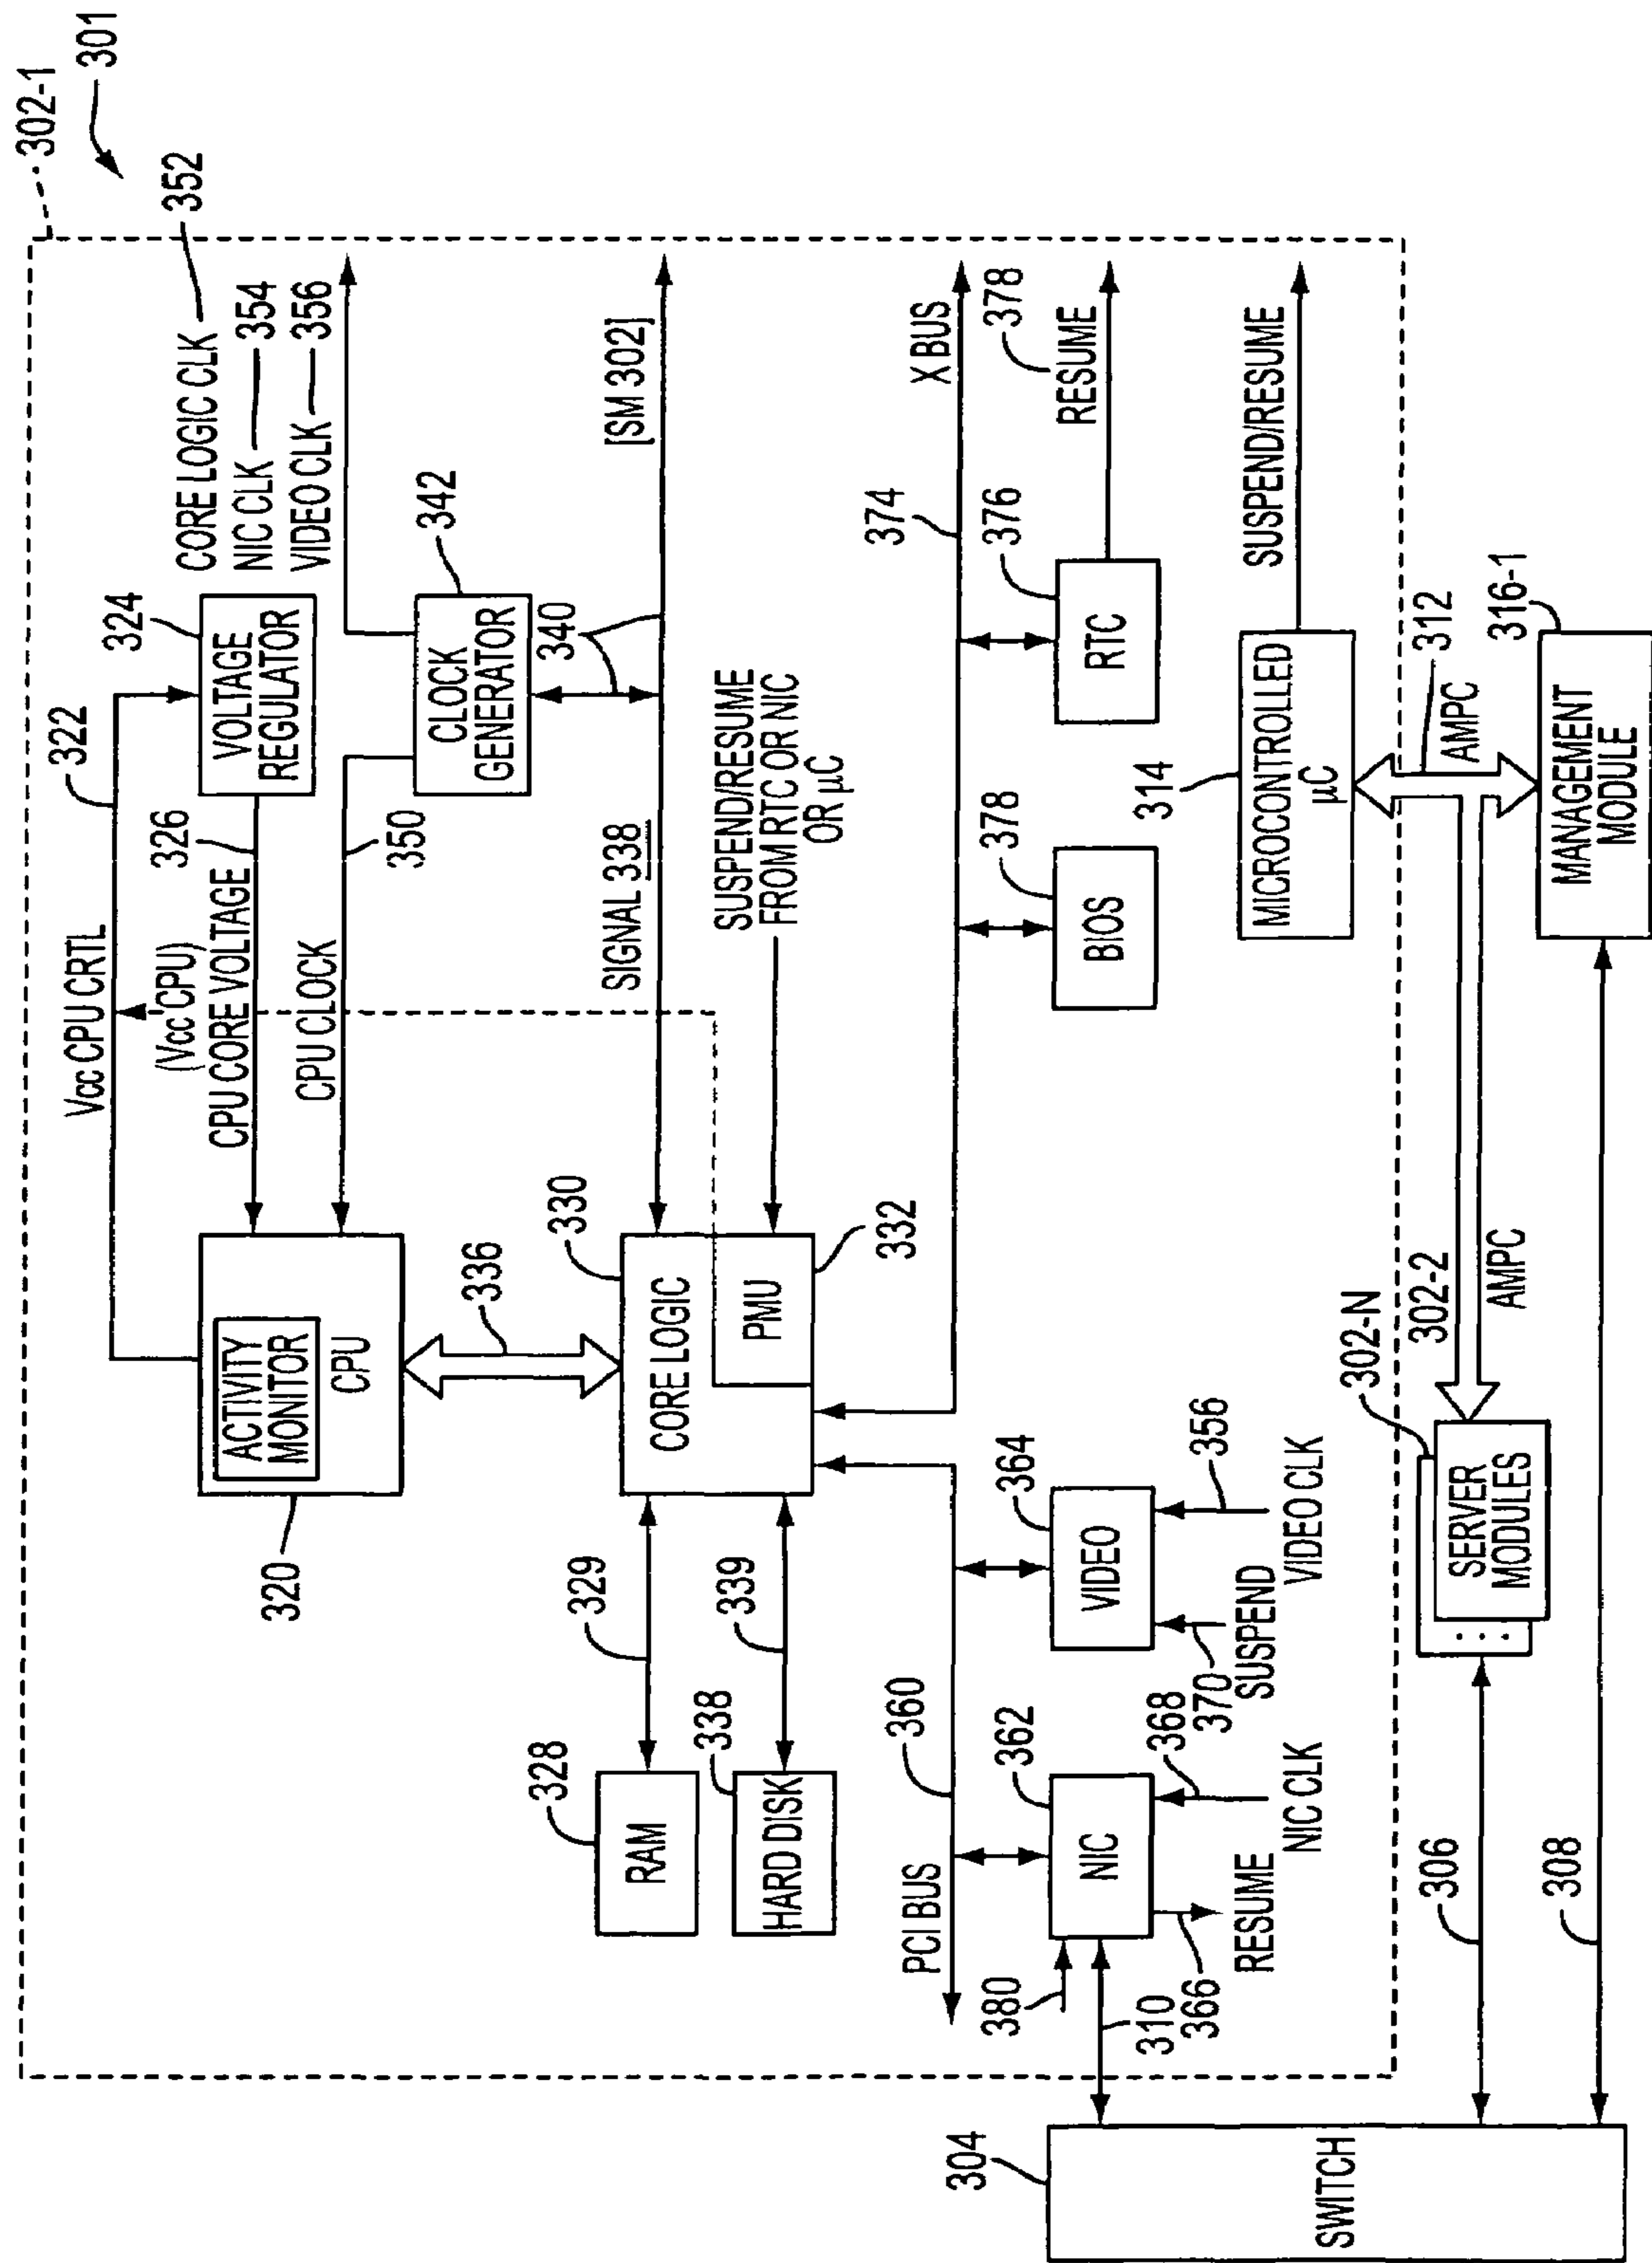 302-1
301
Vcc CPU CRTL
322
324
VOLTAGE
REGULATOR
CORE LOGIC CLK
352
NIC CLK
354
VIDEO CLK
356
(Vcc CPU)
CPU CORE VOLTAGE
326
CPU CLOCK
350
342
CLOCK
GENERATOR
340
ACTIVITY
MONITOR
CPU
320
336
330
CORE LOGIC
PMU
332
SIGNAL 338
[SM 302]
SUSPEND/RESUME
FROM RTC OR NIC
OR µC
328
RAM
329
338
HARD DISK
339
PCI BUS
360
374
X BUS
362
NIC
364
VIDEO
378
BIOS
376
RTC
378
RESUME
380
310
366
RESUME
368
NIC CLK
370
SUSPEND
356
VIDEO CLK
314
MICROCONTROLLED
µC
SUSPEND/RESUME
312
AMPC
304
SWITCH
306
308
302-N
302-2
SERVER
MODULES
...
AMPC
316-1
MANAGEMENT
MODULE